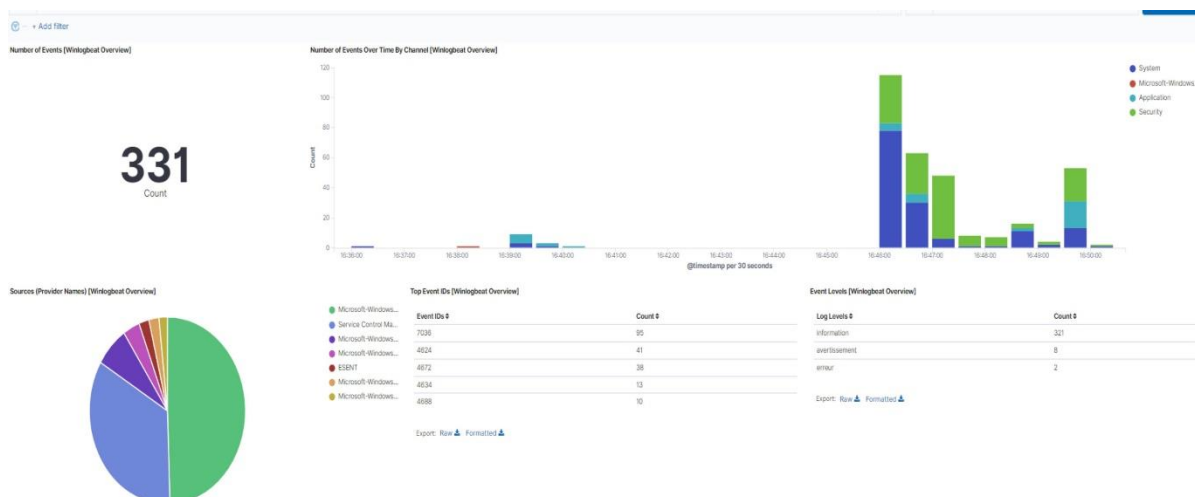 + Add filter
Number of Events [Winlogbeat Overview]
331
Count
Number of Events Over Time By Channel [Winlogbeat Overview]
120
100
80
60
40
20
0
Count
16:36:00 16:37:00 16:38:00 16:39:00 16:40:00 16:41:00 16:42:00 16:43:00 16:44:00 16:45:00 16:46:00 16:47:00 16:48:00 16:49:00 16:50:00
@timestamp per 30 seconds
System
Microsoft-Windows
Application
Security
Sources (Provider Names) [Winlogbeat Overview]
Microsoft-Windows...
Service Control Ma...
Microsoft-Windows...
Microsoft-Windows...
ESENT
Microsoft-Windows...
Microsoft-Windows...
Top Event IDs [Winlogbeat Overview]
Event IDs Count
7036 95
4624 41
4672 38
4634 13
4688 10
Export: Raw Formatted
Event Levels [Winlogbeat Overview]
Log Levels Count
information 321
avertissement 8
erreur 2
Export: Raw Formatted